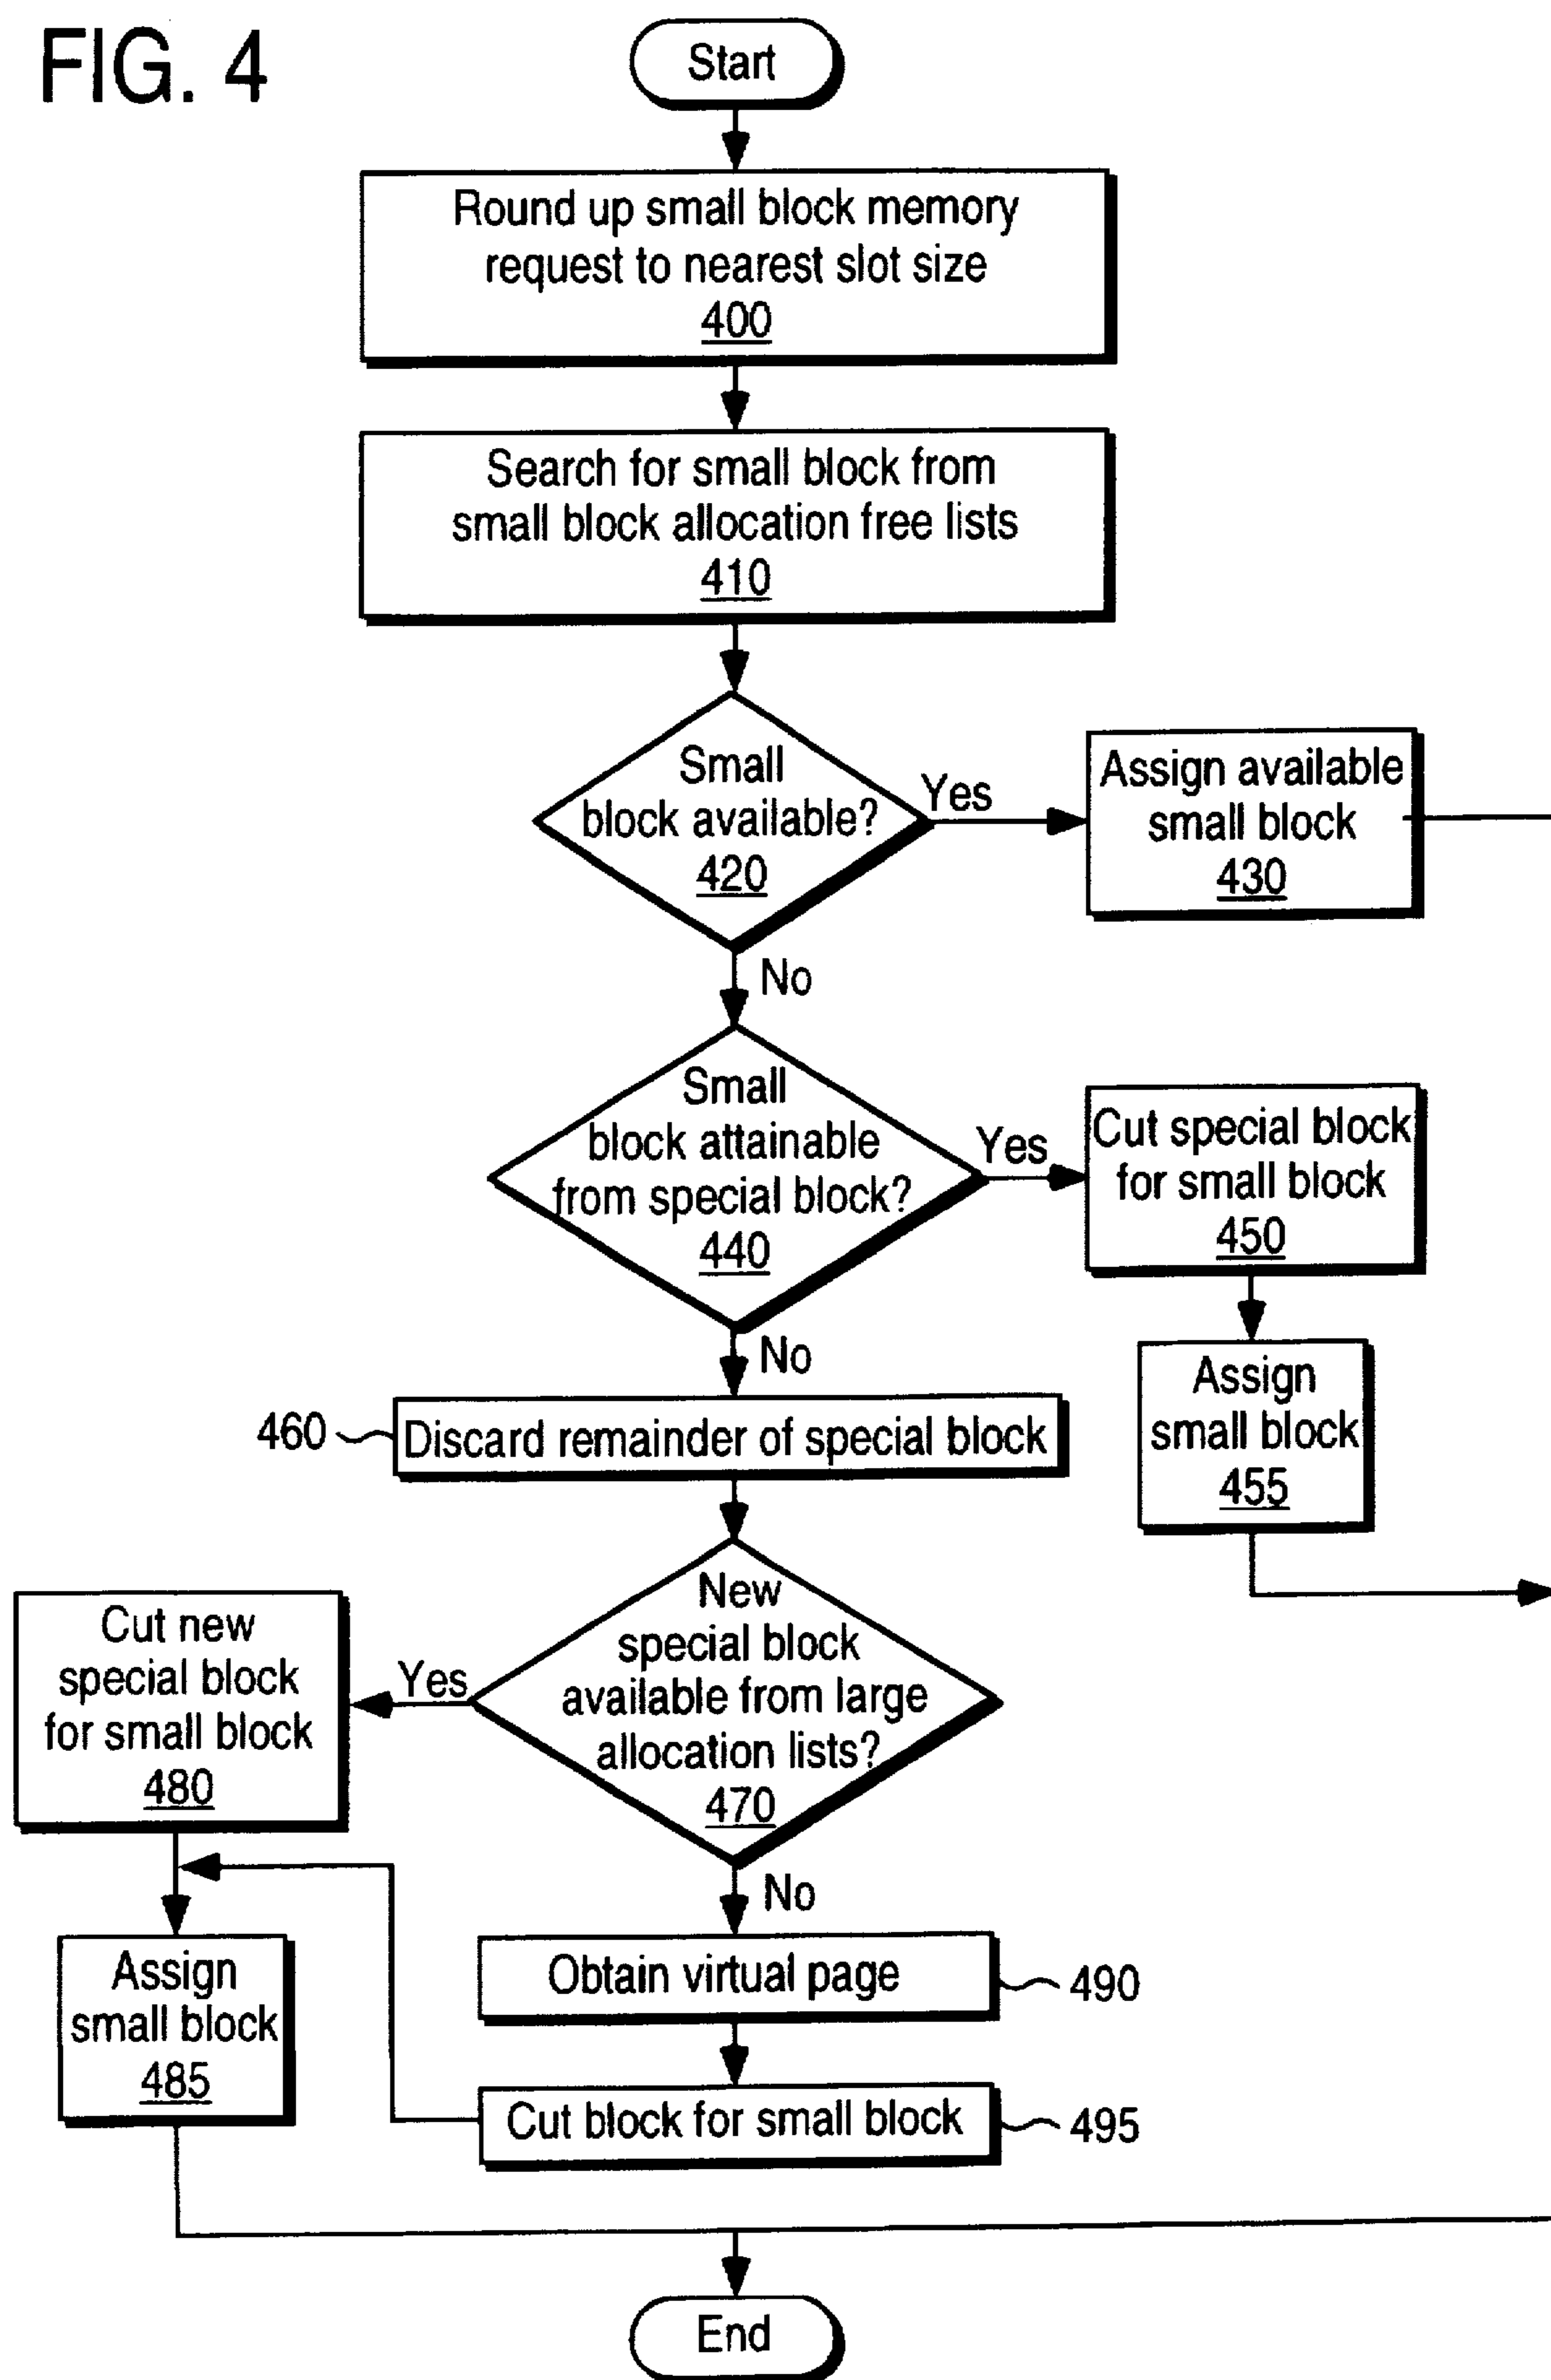 FIG. 4
Start
Round up small block memory
request to nearest slot size
400
Search for small block from
small block allocation free lists
410
Small
block available?
420
Yes
Assign available
small block
430
No
Small
block attainable
from special block?
440
Yes
Cut special block
for small block
450
No
Assign
small block
455
460
Discard remainder of special block
New
special block
available from large
allocation lists?
470
Yes
Cut new
special block
for small block
480
No
Assign
small block
485
Obtain virtual page
490
Cut block for small block
495
End